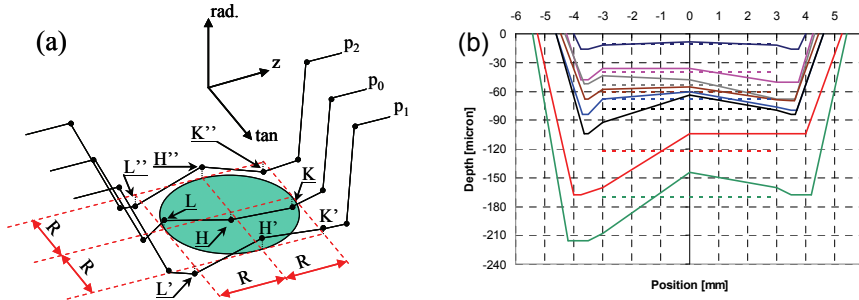 (a)
rad.
z
tan
p2
p0
p1
K’’
H’’
L’’
L
K
H
H’
K’
L’
R
R
R
R
(b)
-6 -5 -4 -3 -2 -1 0 1 2 3 4 5 6
0
-30
-60
-90
-120
-150
-180
-210
-240
Depth [micron]
Position [mm]